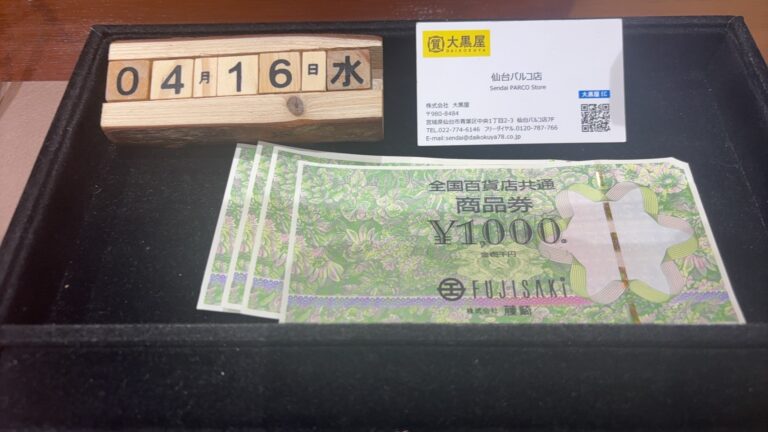 04月16日水
質 大黒屋
DAIKOKUYA
仙台パルコ店
Sendai PARCO Store
大黒屋 EC
株式会社 大黒屋
〒980-8484
宮城県仙台市青葉区中央1丁目2-3 仙台パルコ店7F
TEL.022-774-6146 フリーダイヤル.0120-787-766
E-mail:sendai@daikokuya78.co.jp
全国百貨店共通
商品券
¥1000.
金壱千円
FUJISAKI
株式会社 藤崎